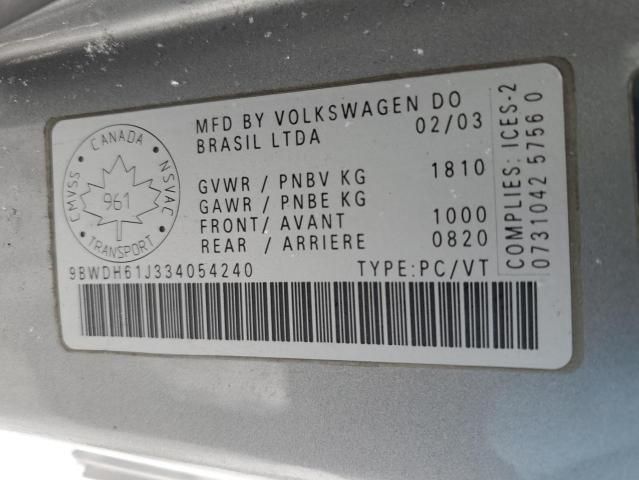 MFD BY VOLKSWAGEN DO
BRASIL LTDA 02/03
GVWR / PNBV KG 1810
GAWR / PNBE KG
FRONT/ AVANT 1000
REAR / ARRIERE 0820
9BWDH61J334054240 TYPE:PC/VT
CANADA
CMVSS
NSVAC
961
TRANSPORT
COMPLIES: ICES-2
0731042 5756 0